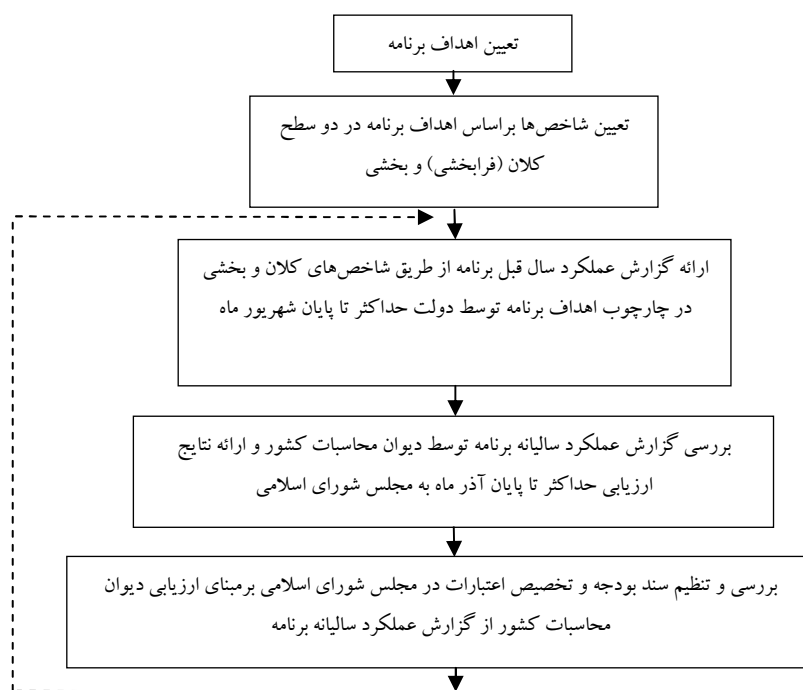 تعیین اهداف برنامه
تعیین شاخص‌ها براساس اهداف برنامه در دو سطح
کلان (فرابخشی) و بخشی
ارائه گزارش عملکرد سال قبل برنامه از طریق شاخص‌های کلان و بخشی
در چارچوب اهداف برنامه توسط دولت حداکثر تا پایان شهریور ماه
بررسی گزارش عملکرد سالیانه برنامه توسط دیوان محاسبات کشور و ارائه نتایج
ارزیابی حداکثر تا پایان آذر ماه به مجلس شورای اسلامی
بررسی و تنظیم سند بودجه و تخصیص اعتبارات در مجلس شورای اسلامی برمبنای ارزیابی دیوان
محاسبات کشور از گزارش عملکرد سالیانه برنامه